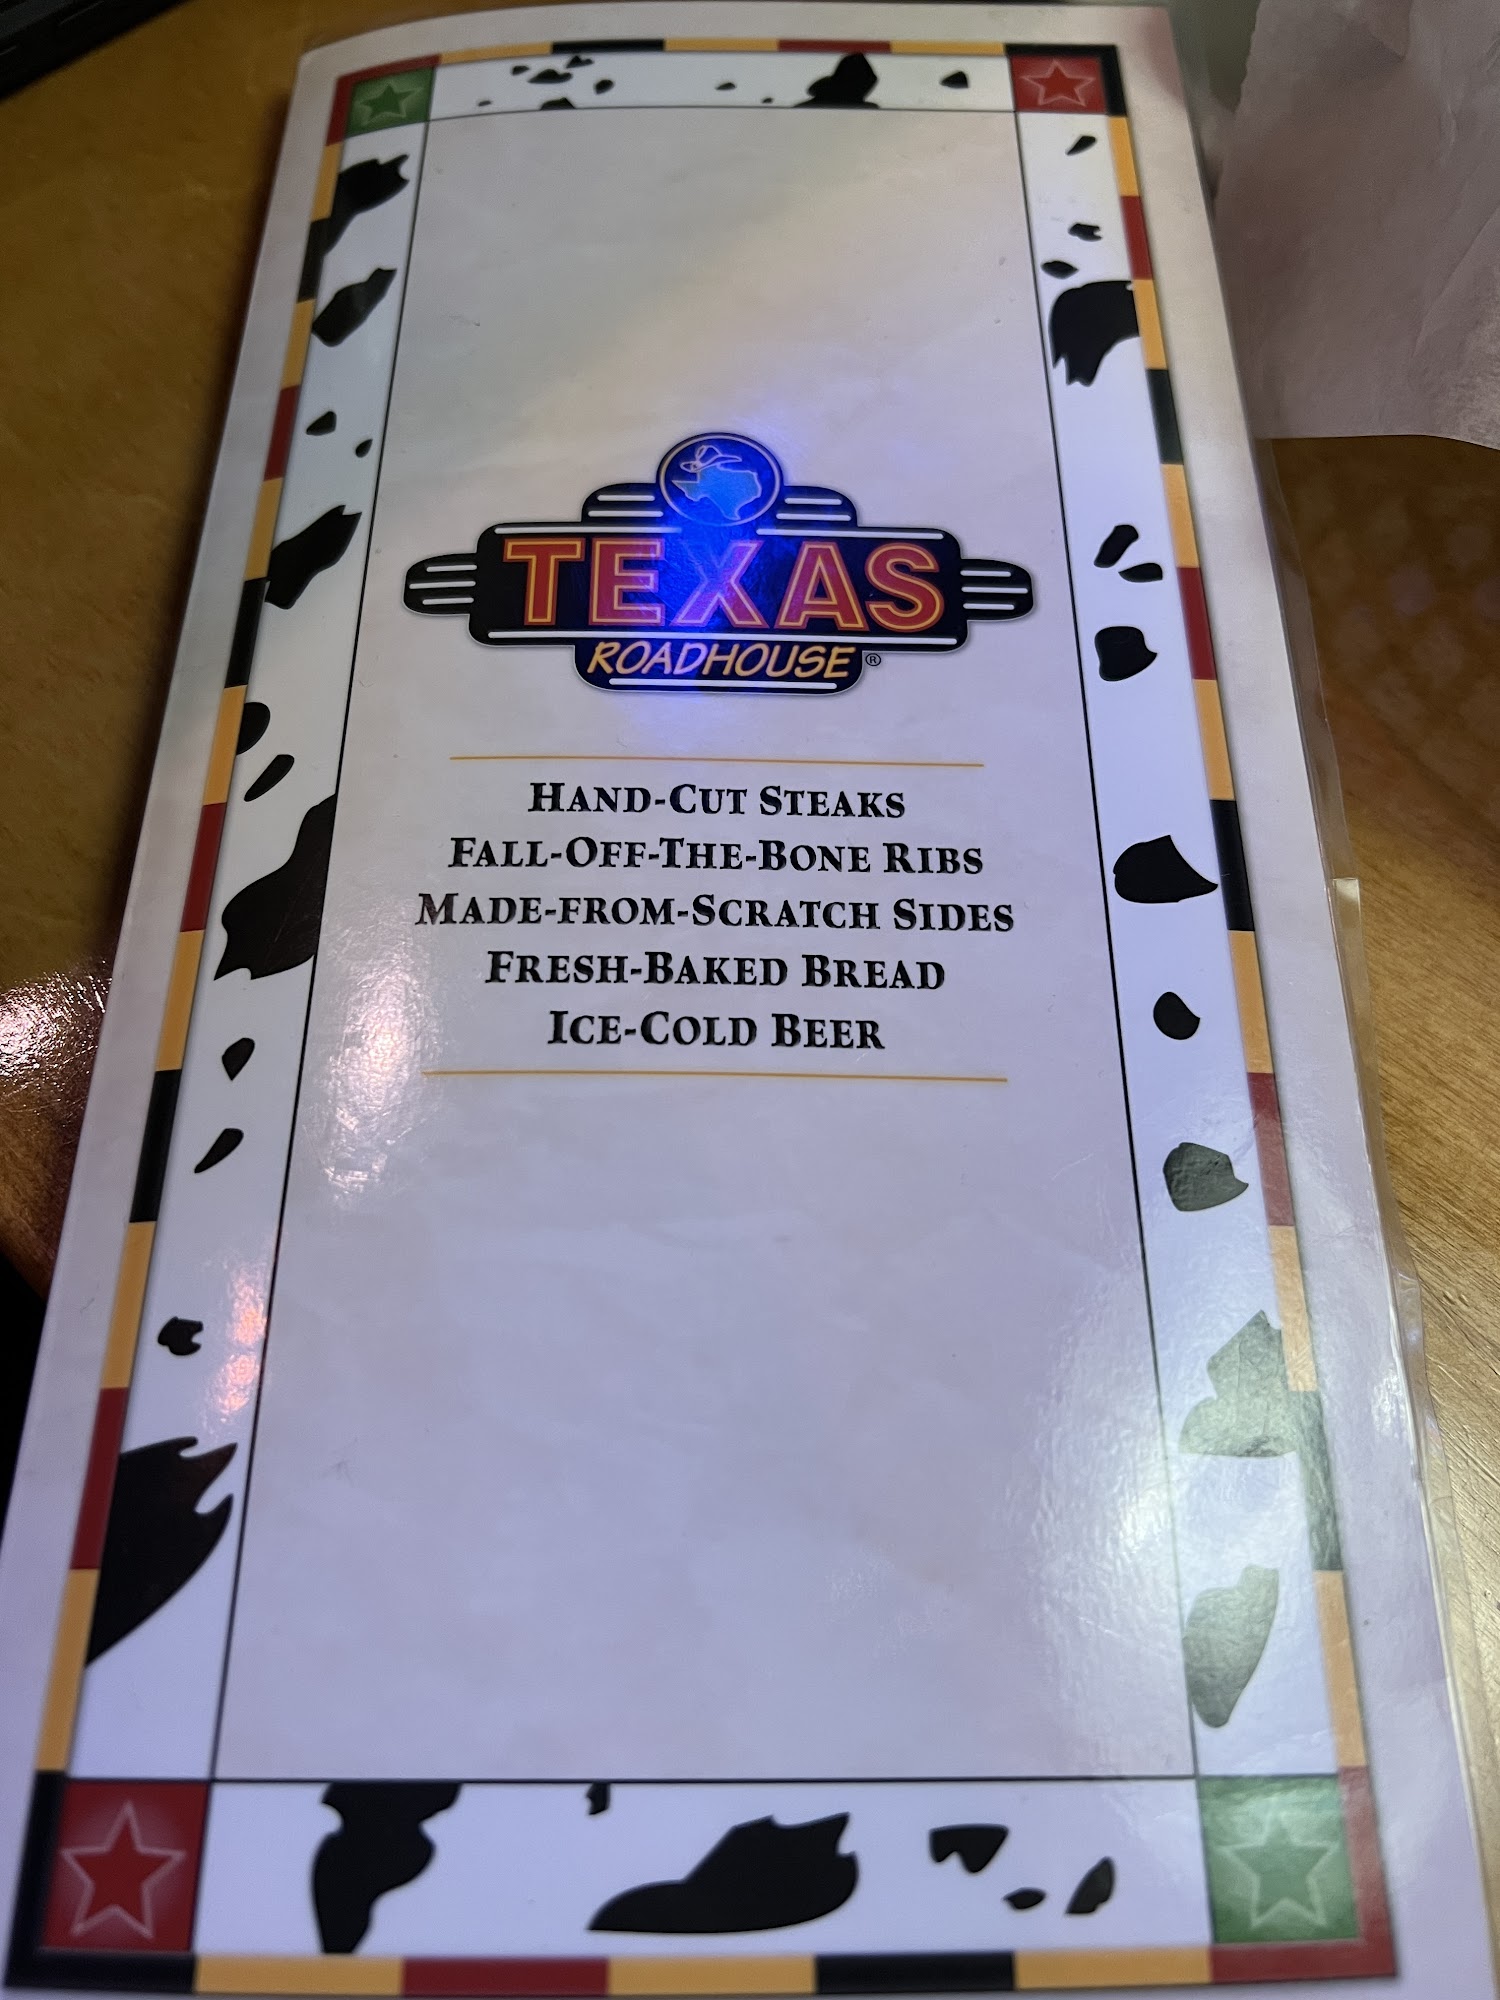 TEXAS
ROADHOUSE®
HAND-CUT STEAKS
FALL-OFF-THE-BONE RIBS
MADE-FROM-SCRATCH SIDES
FRESH-BAKED BREAD
ICE-COLD BEER